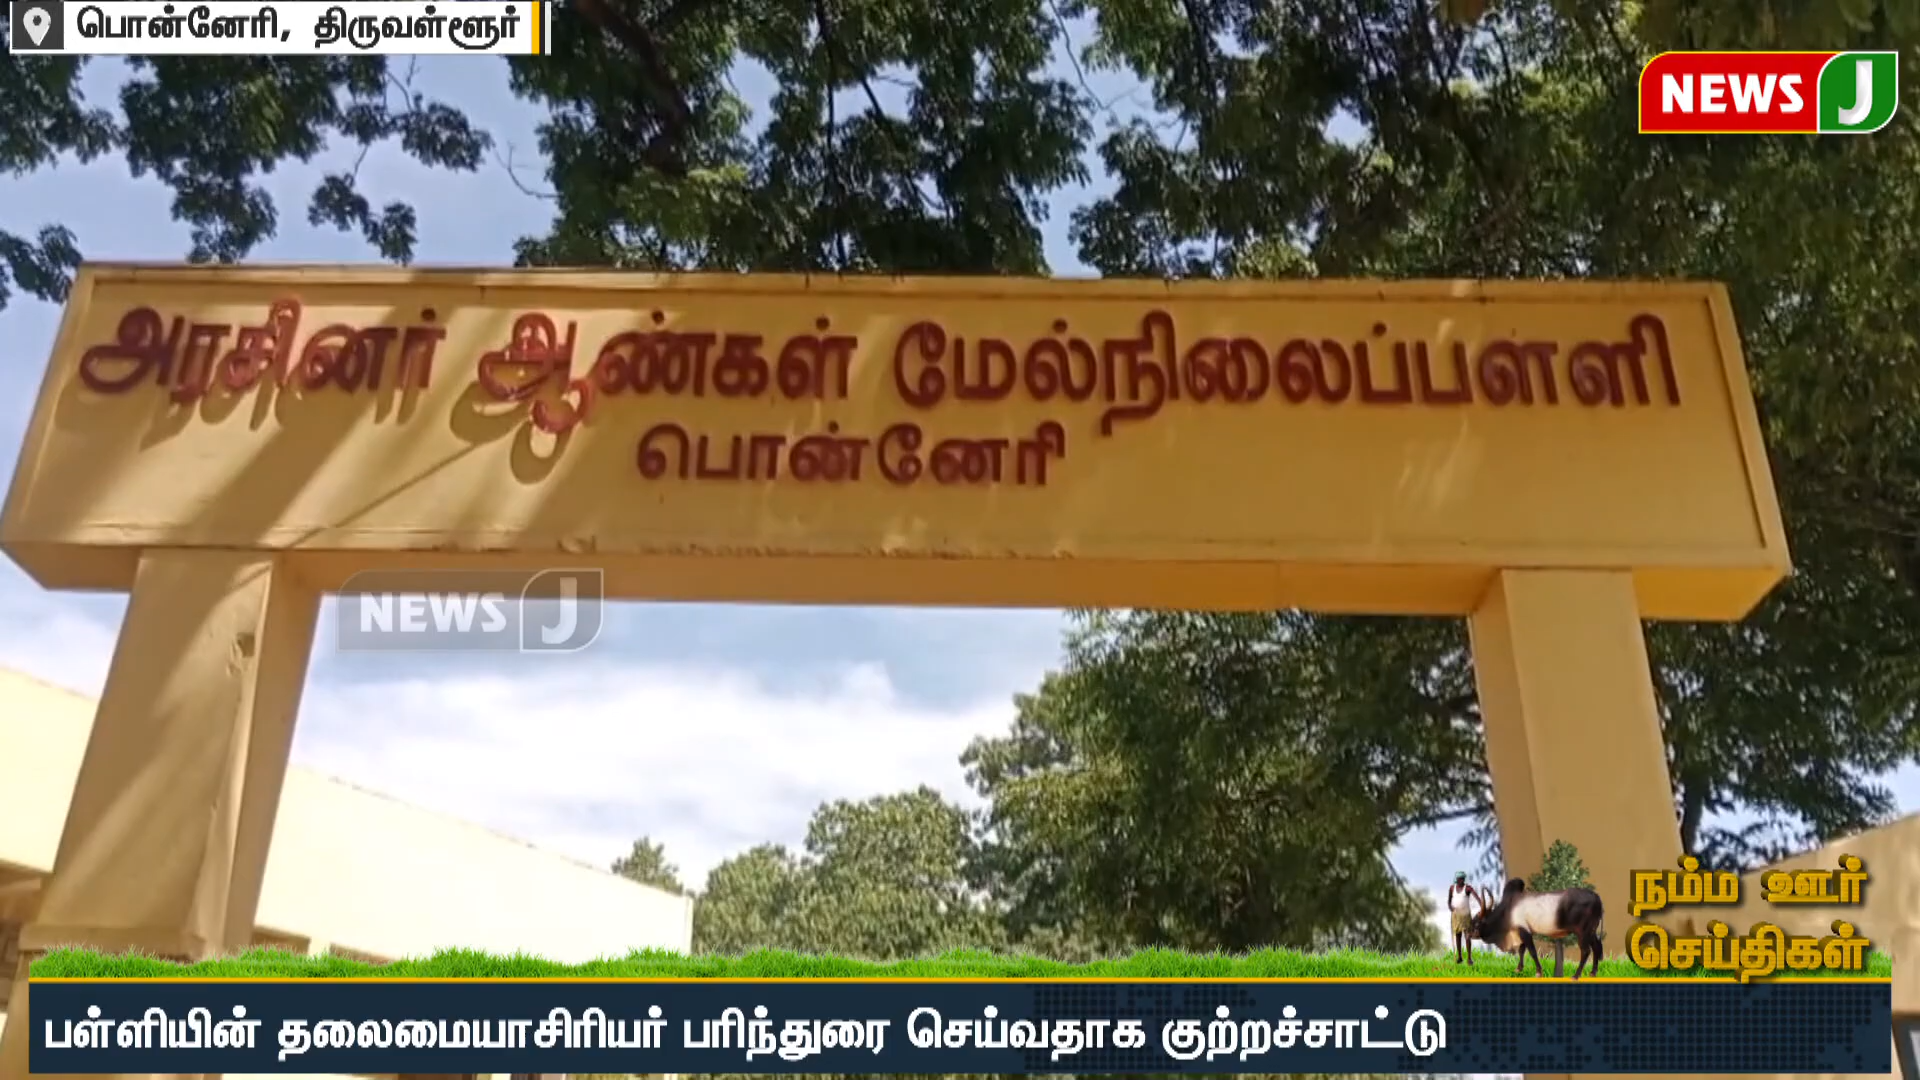 பொன்னேரி, திருவள்ளூர்
NEWS J
அரசினர் ஆண்கள் மேல்நிலைப்பள்ளி
பொன்னேரி
NEWS J
நம்ம ஊர்
செய்திகள்
பள்ளியின் தலைமையாசிரியர் பரிந்துரை செய்வதாக குற்றச்சாட்டு